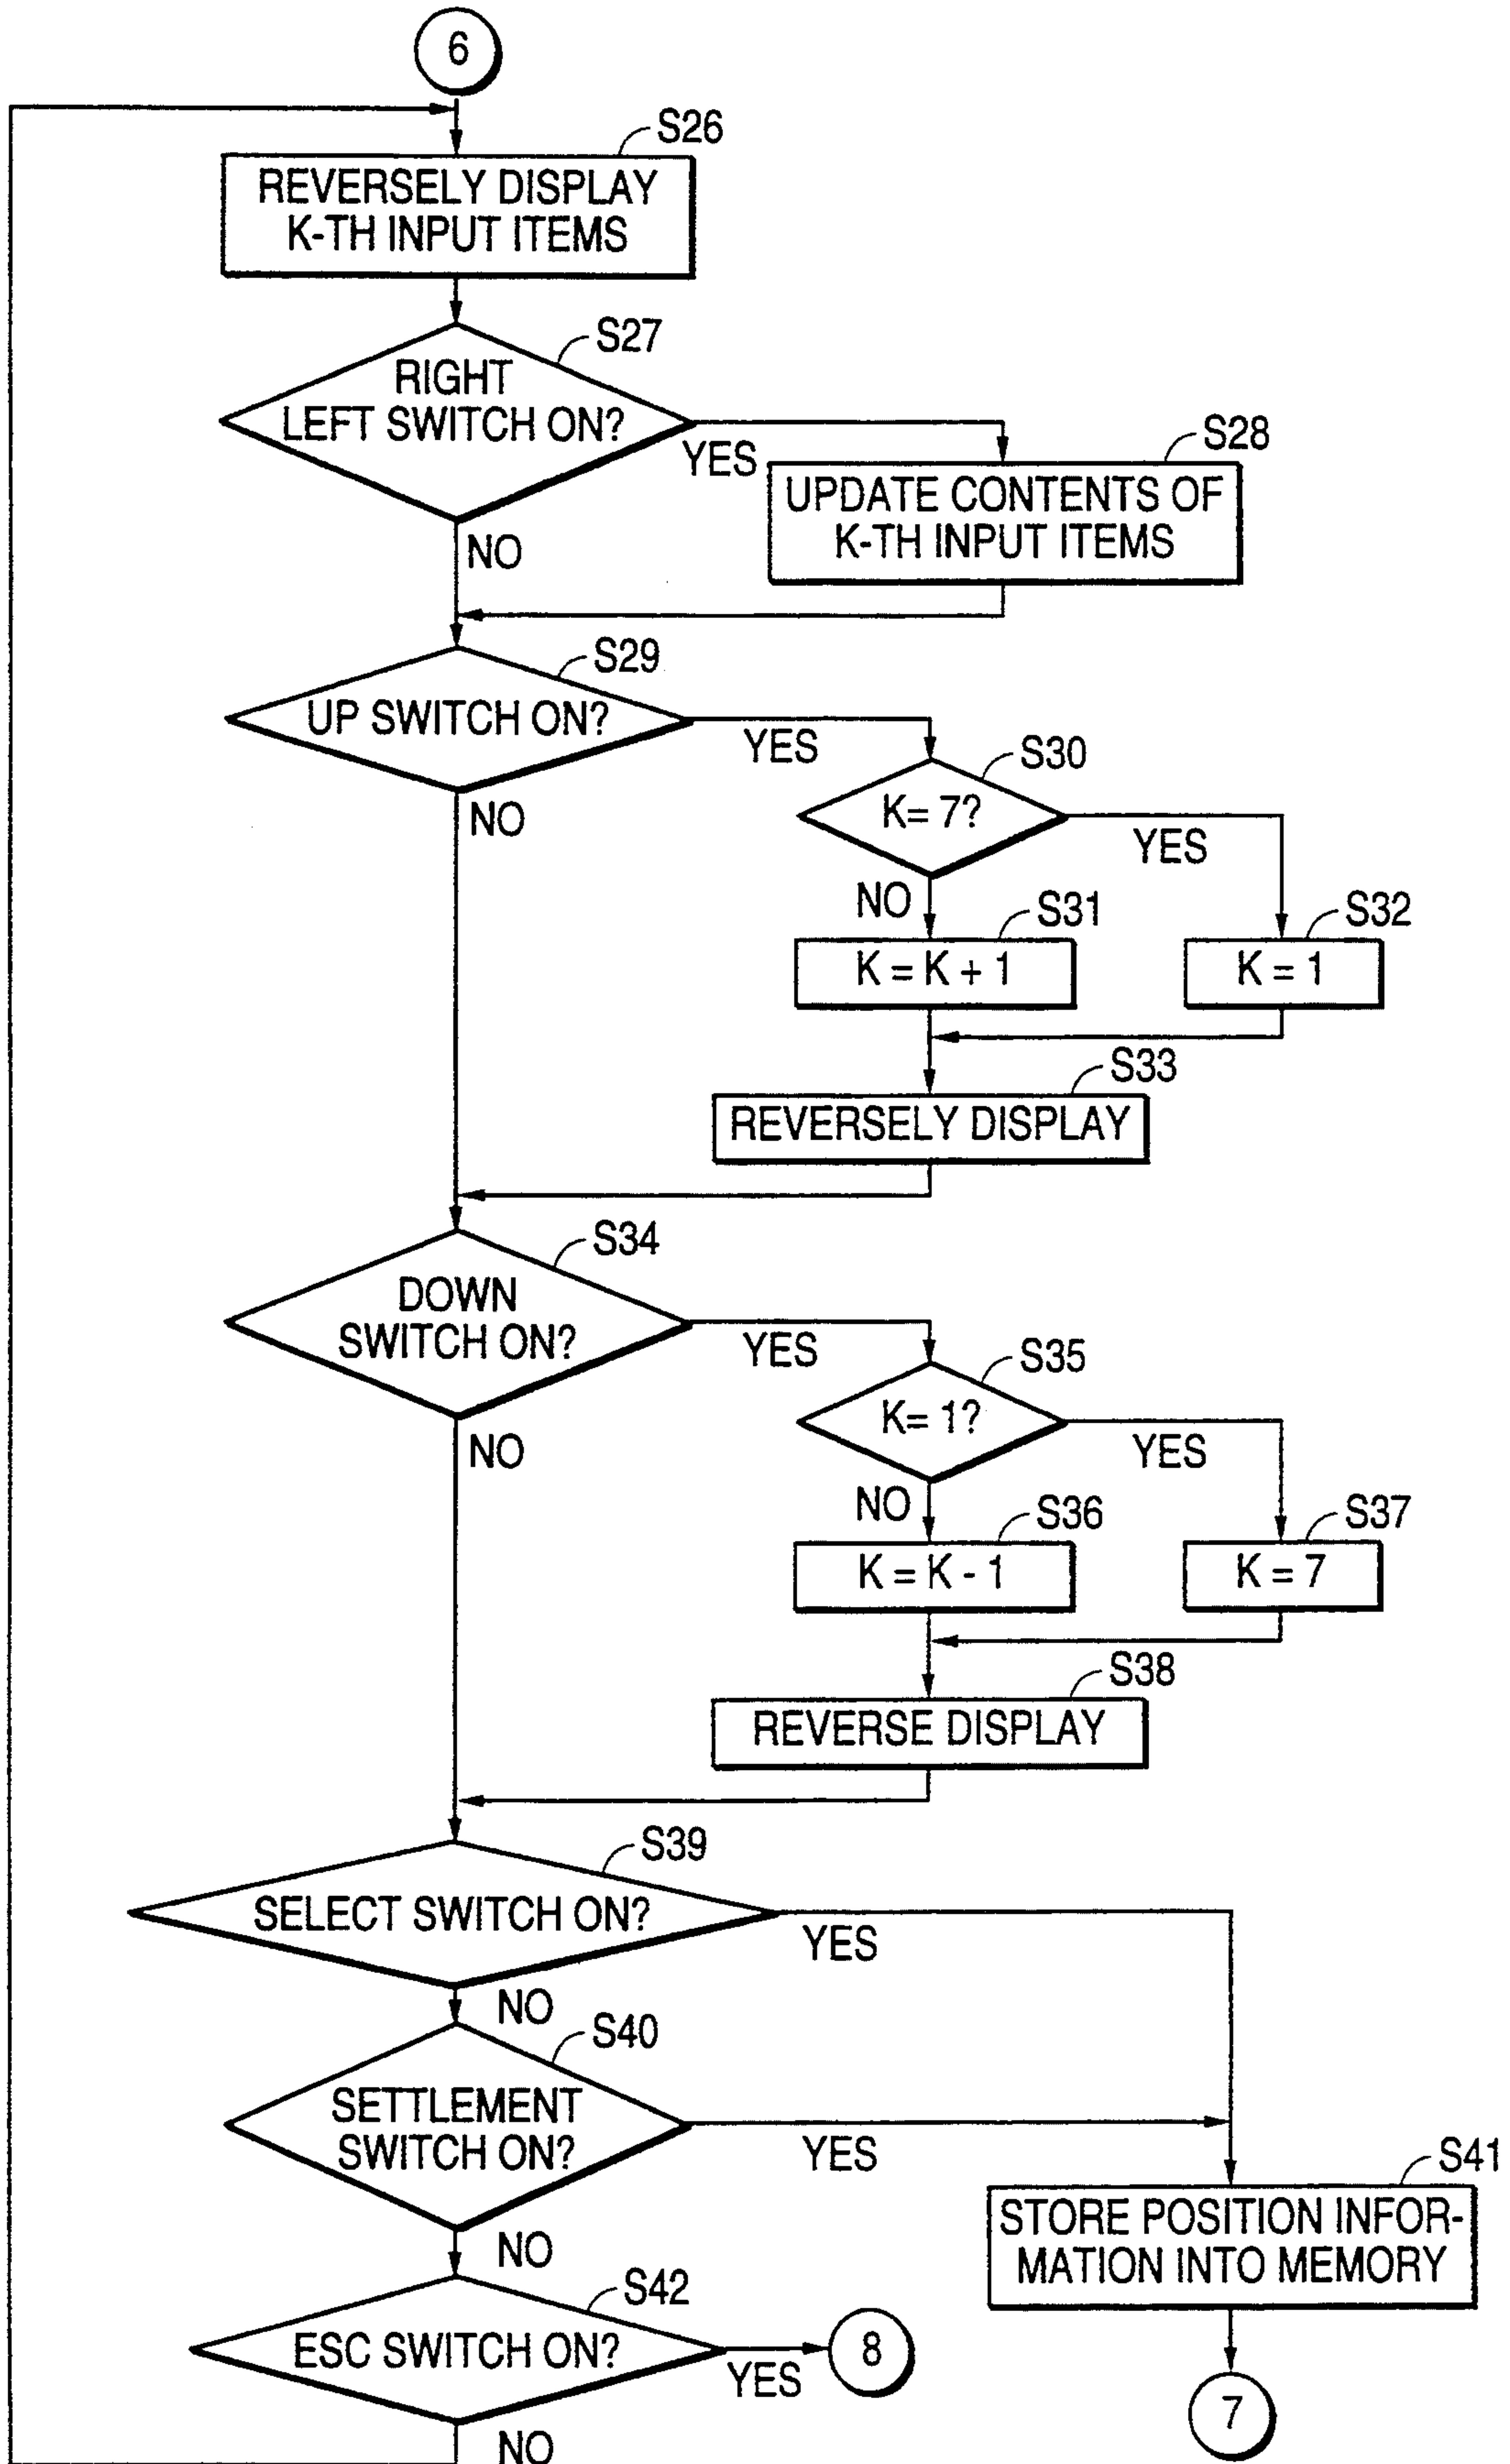 6
S26
REVERSELY DISPLAY
K-TH INPUT ITEMS
S27
RIGHT
LEFT SWITCH ON?
YES
S28
UPDATE CONTENTS OF
K-TH INPUT ITEMS
NO
S29
UP SWITCH ON?
YES
S30
K= 7?
YES
NO
NO
S31
K = K + 1
S32
K = 1
S33
REVERSELY DISPLAY
S34
DOWN
SWITCH ON?
YES
S35
K= 1?
YES
NO
NO
S36
K = K - 1
S37
K = 7
S38
REVERSE DISPLAY
S39
SELECT SWITCH ON?
YES
NO
S40
SETTLEMENT
SWITCH ON?
YES
S41
STORE POSITION INFOR-
MATION INTO MEMORY
NO
S42
ESC SWITCH ON?
YES
8
7
NO